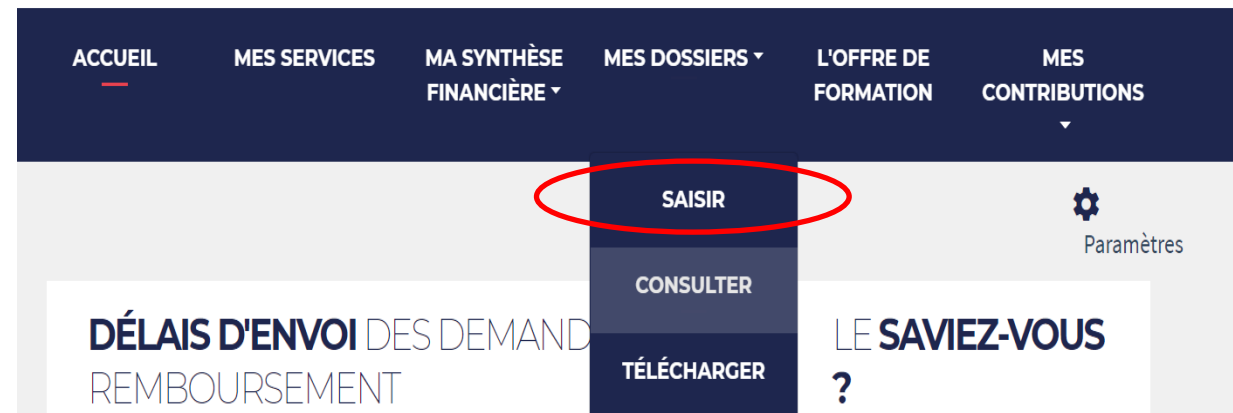 ACCUEIL
MES SERVICES
MA SYNTHÈSE
FINANCIÈRE
MES DOSSIERS
L'OFFRE DE
FORMATION
MES
CONTRIBUTIONS
SAISIR
CONSULTER
TÉLÉCHARGER
Paramètres
DÉLAIS D'ENVOI DES DEMAND
REMBOURSEMENT
LE SAVIEZ-VOUS
?